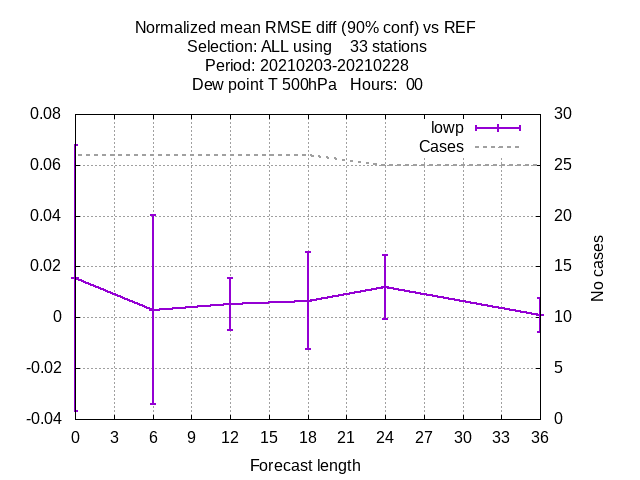 Normalized mean RMSE diff (90% conf) vs REF
Selection: ALL using    33 stations
Period: 20210203-20210228
Dew point T 500hPa   Hours:  00
lowp
Cases
0.08
0.06
0.04
0.02
0
-0.02
-0.04
30
25
20
15
10
5
0
No cases
0 3 6 9 12 15 18 21 24 27 30 33 36
Forecast length